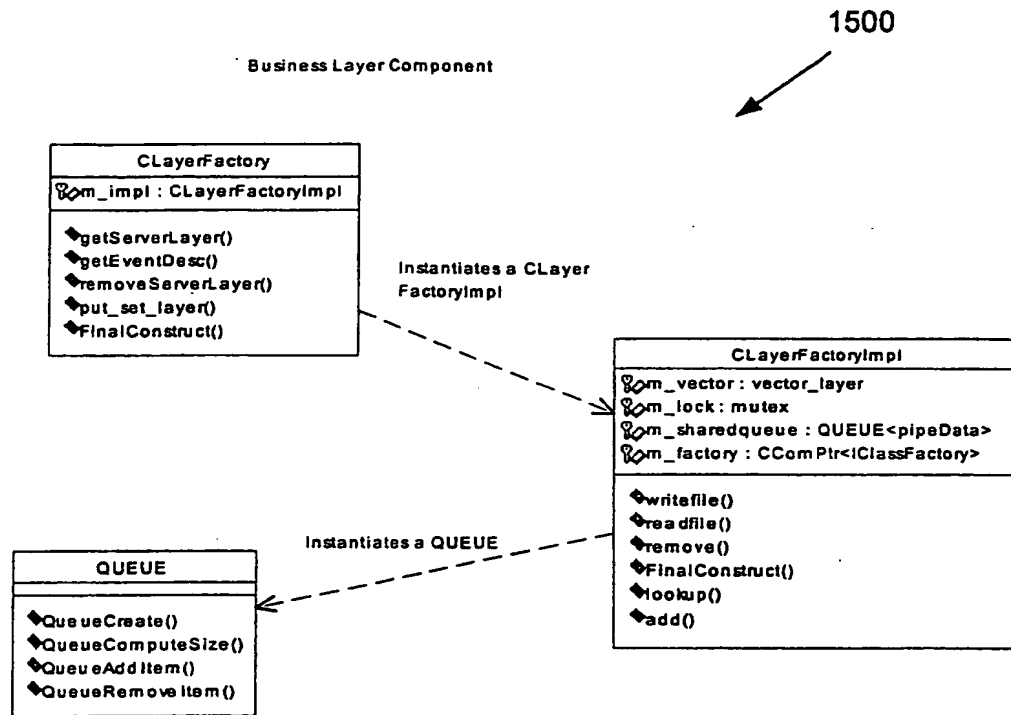 1500
Business Layer Component
CLayerFactory
m_impl : CLayerFactoryImpl
getServerLayer()
getEventDesc()
removeServerLayer()
put_set_layer()
FinalConstruct()
Instantiates a CLayer
FactoryImpl
CLayerFactoryImpl
m_vector : vector_layer
m_lock : mutex
m_sharedqueue : QUEUE<pipeData>
m_factory : CComPtr<IClassFactory>
writefile()
readfile()
remove()
FinalConstruct()
lookup()
add()
Instantiates a QUEUE
QUEUE
QueueCreate()
QueueComputeSize()
QueueAddItem()
QueueRemoveItem()